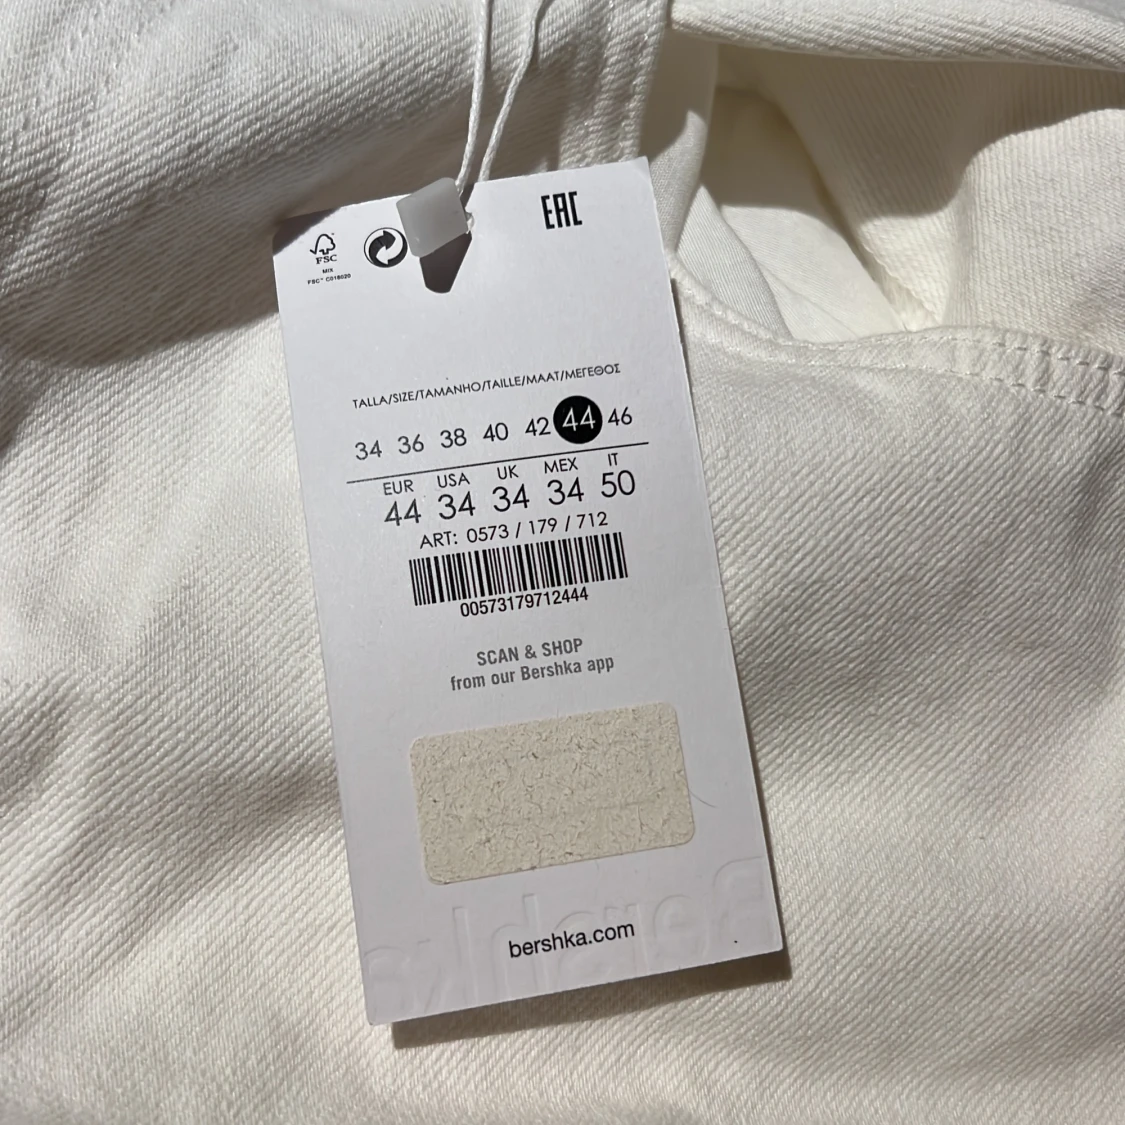 EAC
FSC
MIX
FSC™ C018020
TALLA/SIZE/TAMANHO/TAILLE/MAAT/ΜΕΓΕΘΟΣ
34 36 38 40 42 44 46
EUR USA UK MEX IT
44 34 34 34 50
ART: 0573 / 179 / 712
00573179712444
SCAN & SHOP
from our Bershka app
bershka.com